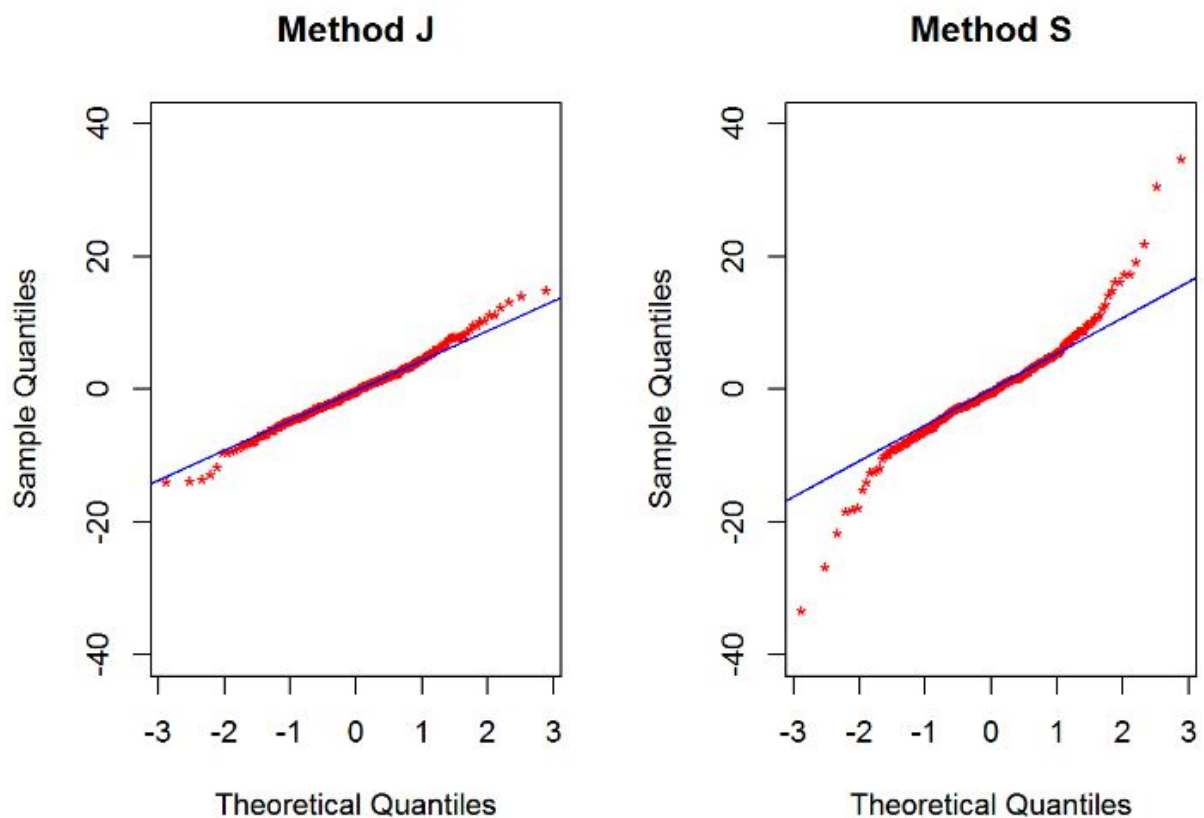 Method J
Sample Quantiles
40
20
0
-20
-40
-3 -2 -1 0 1 2 3
Theoretical Quantiles
Method S
Sample Quantiles
40
20
0
-20
-40
-3 -2 -1 0 1 2 3
Theoretical Quantiles